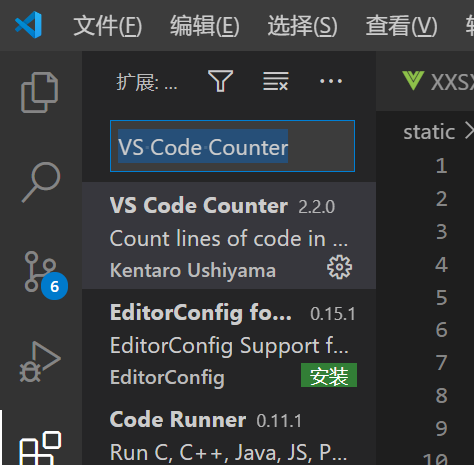 文件(F) 编辑(E) 选择(S) 查看(V)
扩展: ...
XXS
static
VS Code Counter
VS Code Counter 2.2.0
Count lines of code in ...
Kentaro Ushiyama
6
EditorConfig fo... 0.15.1
EditorConfig Support f...
EditorConfig 安装
Code Runner 0.11.1
Run C, C++, Java, JS, P...
1
2
3
4
5
6
7
8
9
10